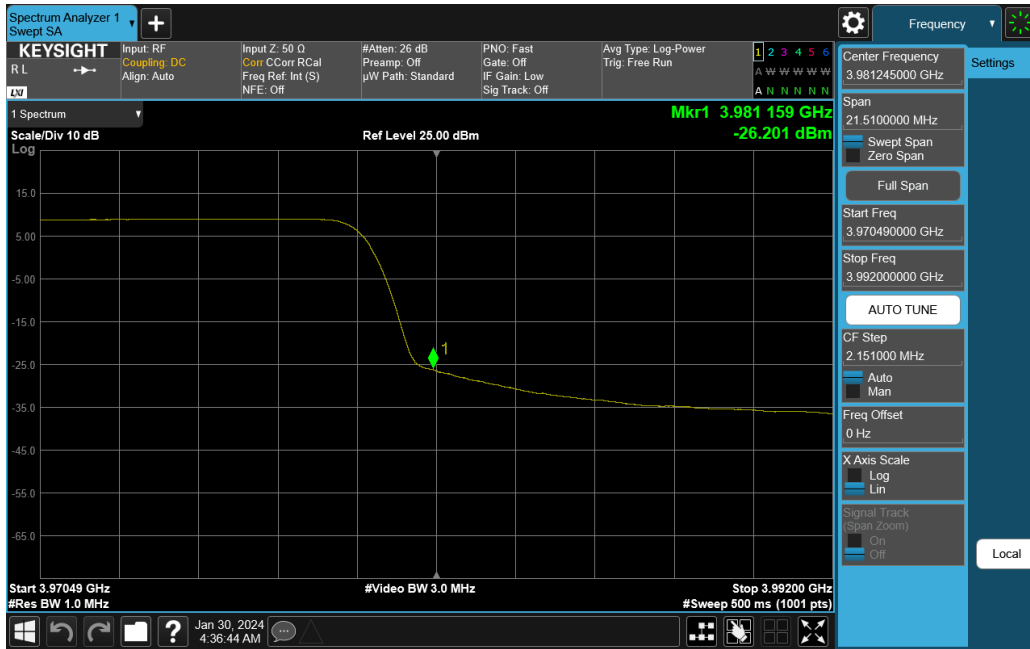 Spectrum Analyzer 1
Swept SA
Frequency
KEYSIGHT
R L
LXI
Input: RF
Coupling: DC
Align: Auto
Input Z: 50 Ω
Corr CCorr RCal
Freq Ref: Int (S)
NFE: Off
#Atten: 26 dB
Preamp: Off
µW Path: Standard
PNO: Fast
Gate: Off
IF Gain: Low
Sig Track: Off
Avg Type: Log-Power
Trig: Free Run
1 2 3 4 5 6
A W W W W W
A N N N N N
1 Spectrum
Scale/Div 10 dB
Log
Ref Level 25.00 dBm
Mkr1 3.981 159 GHz
-26.201 dBm
15.0
5.00
-5.00
-15.0
-25.0
-35.0
-45.0
-55.0
-65.0
1
Start 3.97049 GHz
#Res BW 1.0 MHz
#Video BW 3.0 MHz
Stop 3.99200 GHz
#Sweep 500 ms (1001 pts)
Center Frequency
3.981245000 GHz
Settings
Span
21.5100000 MHz
Swept Span
Zero Span
Full Span
Start Freq
3.970490000 GHz
Stop Freq
3.992000000 GHz
AUTO TUNE
CF Step
2.151000 MHz
Auto
Man
Freq Offset
0 Hz
X Axis Scale
Log
Lin
Signal Track
(Span Zoom)
On
Off
Local
?
Jan 30, 2024
4:36:44 AM